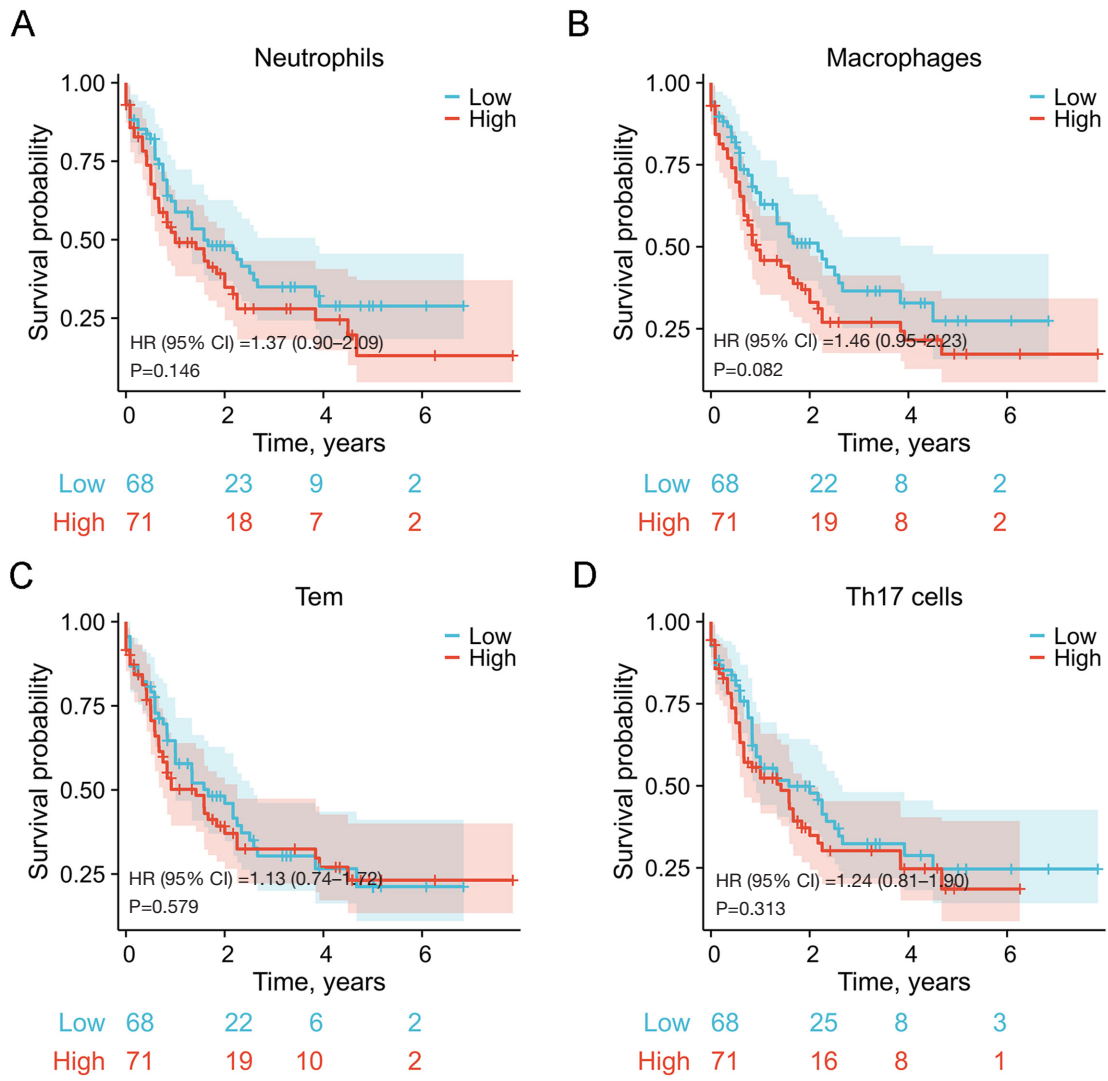 A
Neutrophils
Survival probability
1.00
0.75
0.50
0.25
Low
High
HR (95% CI) =1.37 (0.90–2.09)
P=0.146
0 2 4 6
Time, years
Low 68 23 9 2
High 71 18 7 2
B
Macrophages
Survival probability
1.00
0.75
0.50
0.25
Low
High
HR (95% CI) =1.46 (0.95–2.23)
P=0.082
0 2 4 6
Time, years
Low 68 22 8 2
High 71 19 8 2
C
Tem
Survival probability
1.00
0.75
0.50
0.25
Low
High
HR (95% CI) =1.13 (0.74–1.72)
P=0.579
0 2 4 6
Time, years
Low 68 22 6 2
High 71 19 10 2
D
Th17 cells
Survival probability
1.00
0.75
0.50
0.25
Low
High
HR (95% CI) =1.24 (0.81–1.90)
P=0.313
0 2 4 6
Time, years
Low 68 25 8 3
High 71 16 8 1